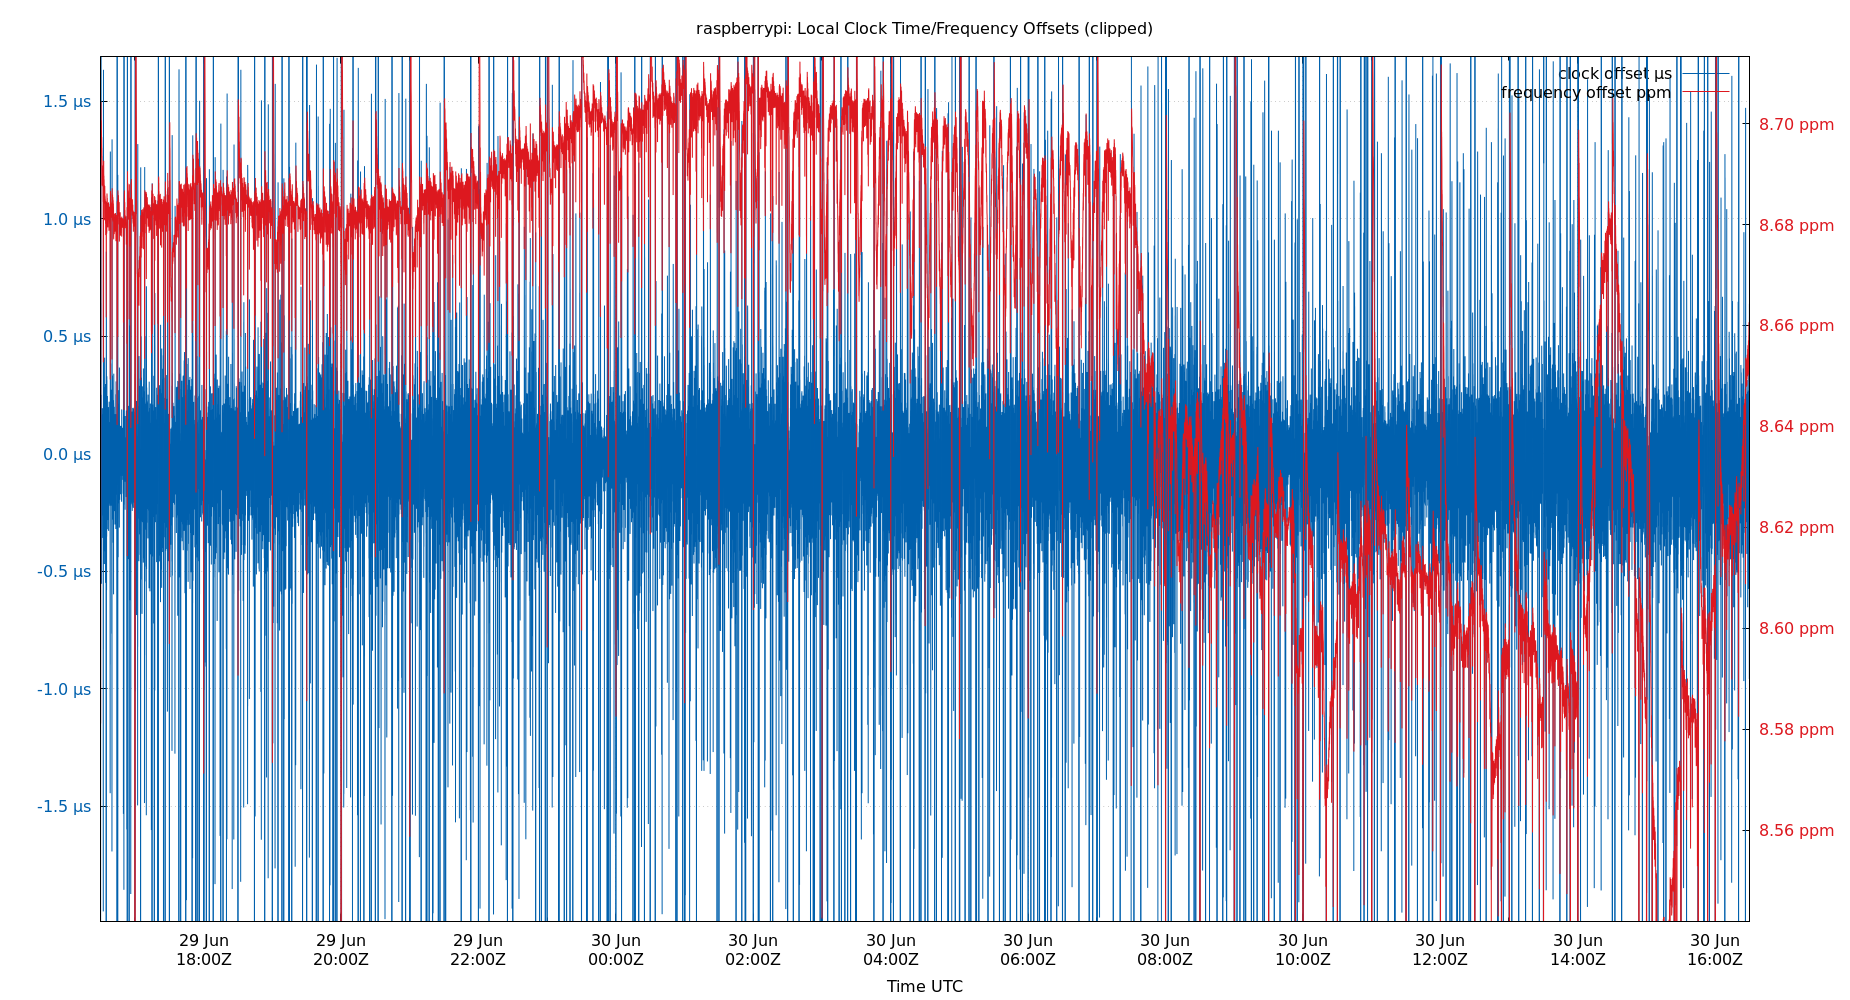 raspberrypi: Local Clock Time/Frequency Offsets (clipped)
clock offset µs
frequency offset ppm
1.5 µs
1.0 µs
0.5 µs
0.0 µs
-0.5 µs
-1.0 µs
-1.5 µs
8.70 ppm
8.68 ppm
8.66 ppm
8.64 ppm
8.62 ppm
8.60 ppm
8.58 ppm
8.56 ppm
29 Jun 29 Jun 29 Jun 30 Jun 30 Jun 30 Jun 30 Jun 30 Jun 30 Jun 30 Jun 30 Jun 30 Jun
18:00Z 20:00Z 22:00Z 00:00Z 02:00Z 04:00Z 06:00Z 08:00Z 10:00Z 12:00Z 14:00Z 16:00Z
Time UTC